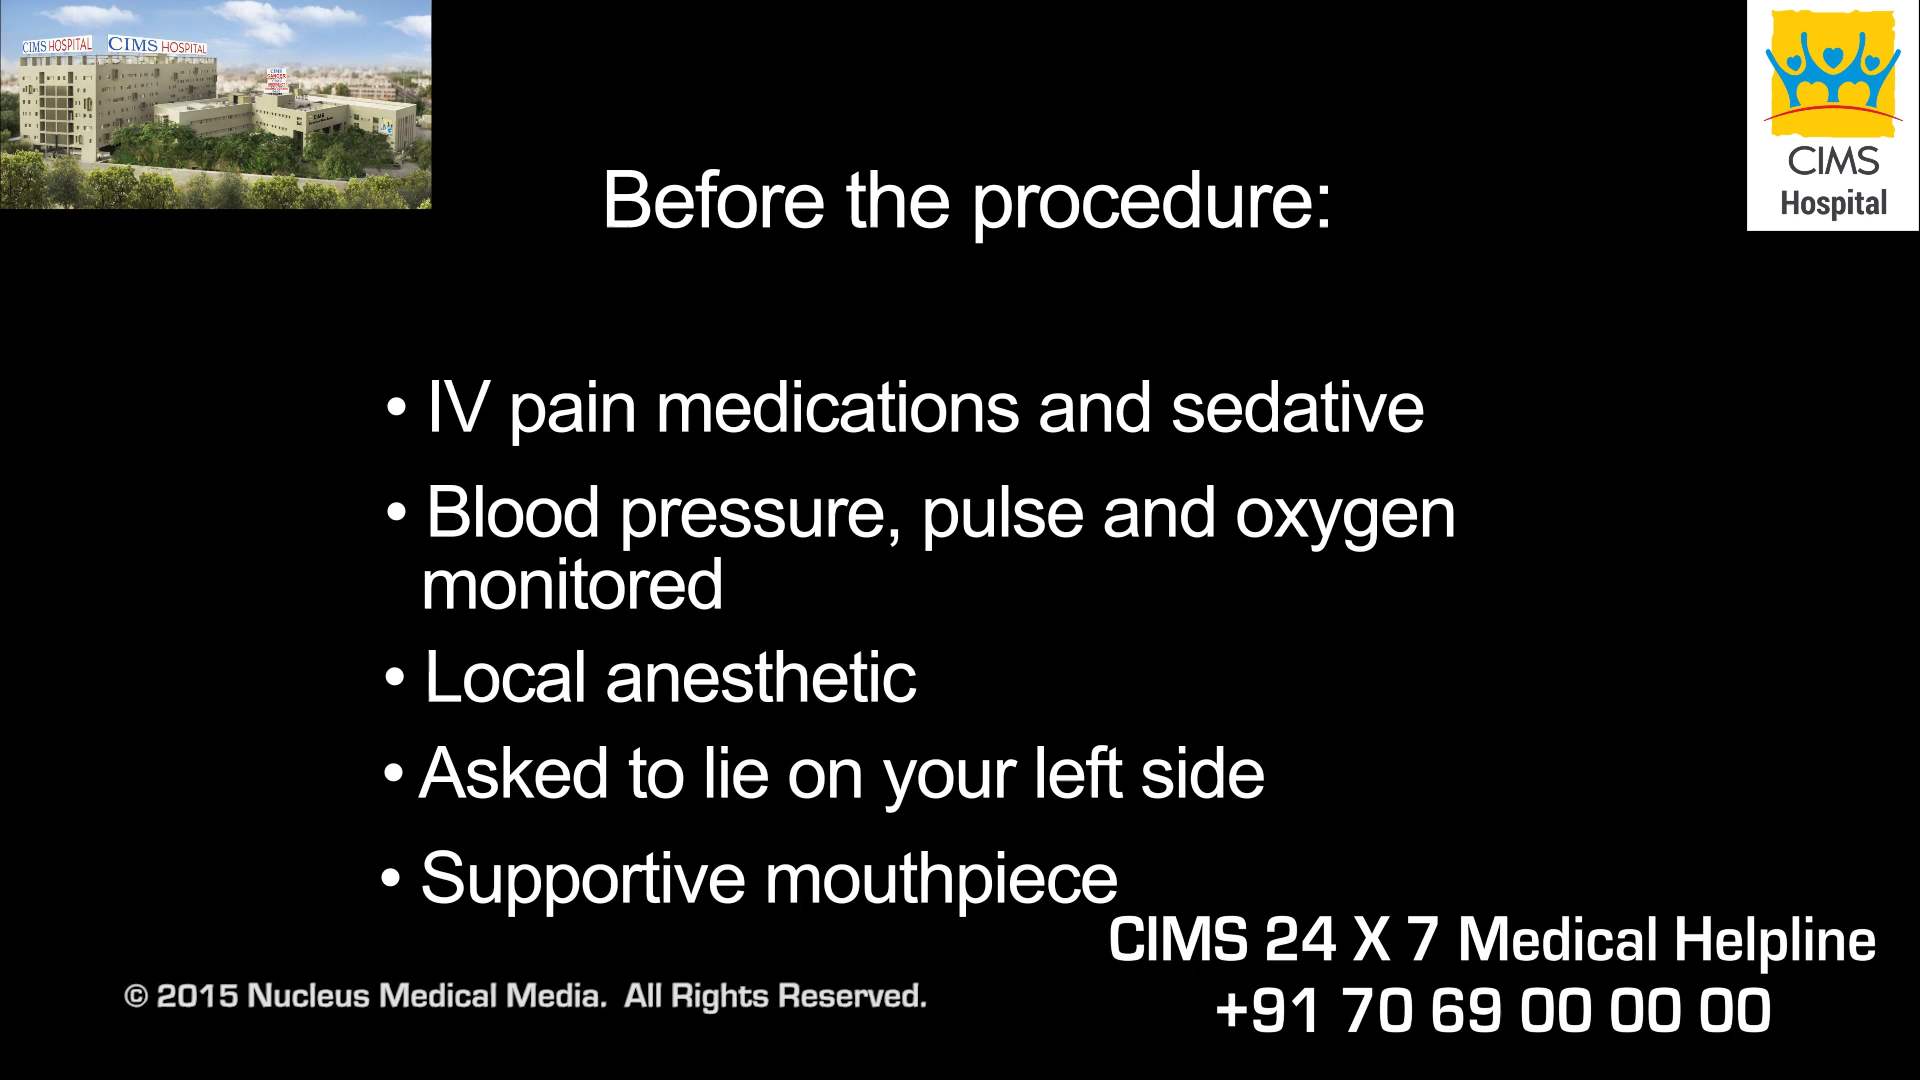 CIMS HOSPITAL CIMS HOSPITAL
CIMS
Hospital
Before the procedure:
• IV pain medications and sedative
• Blood pressure, pulse and oxygen
monitored
• Local anesthetic
• Asked to lie on your left side
• Supportive mouthpiece
CIMS 24 X 7 Medical Helpline
+91 70 69 00 00 00
© 2015 Nucleus Medical Media. All Rights Reserved.